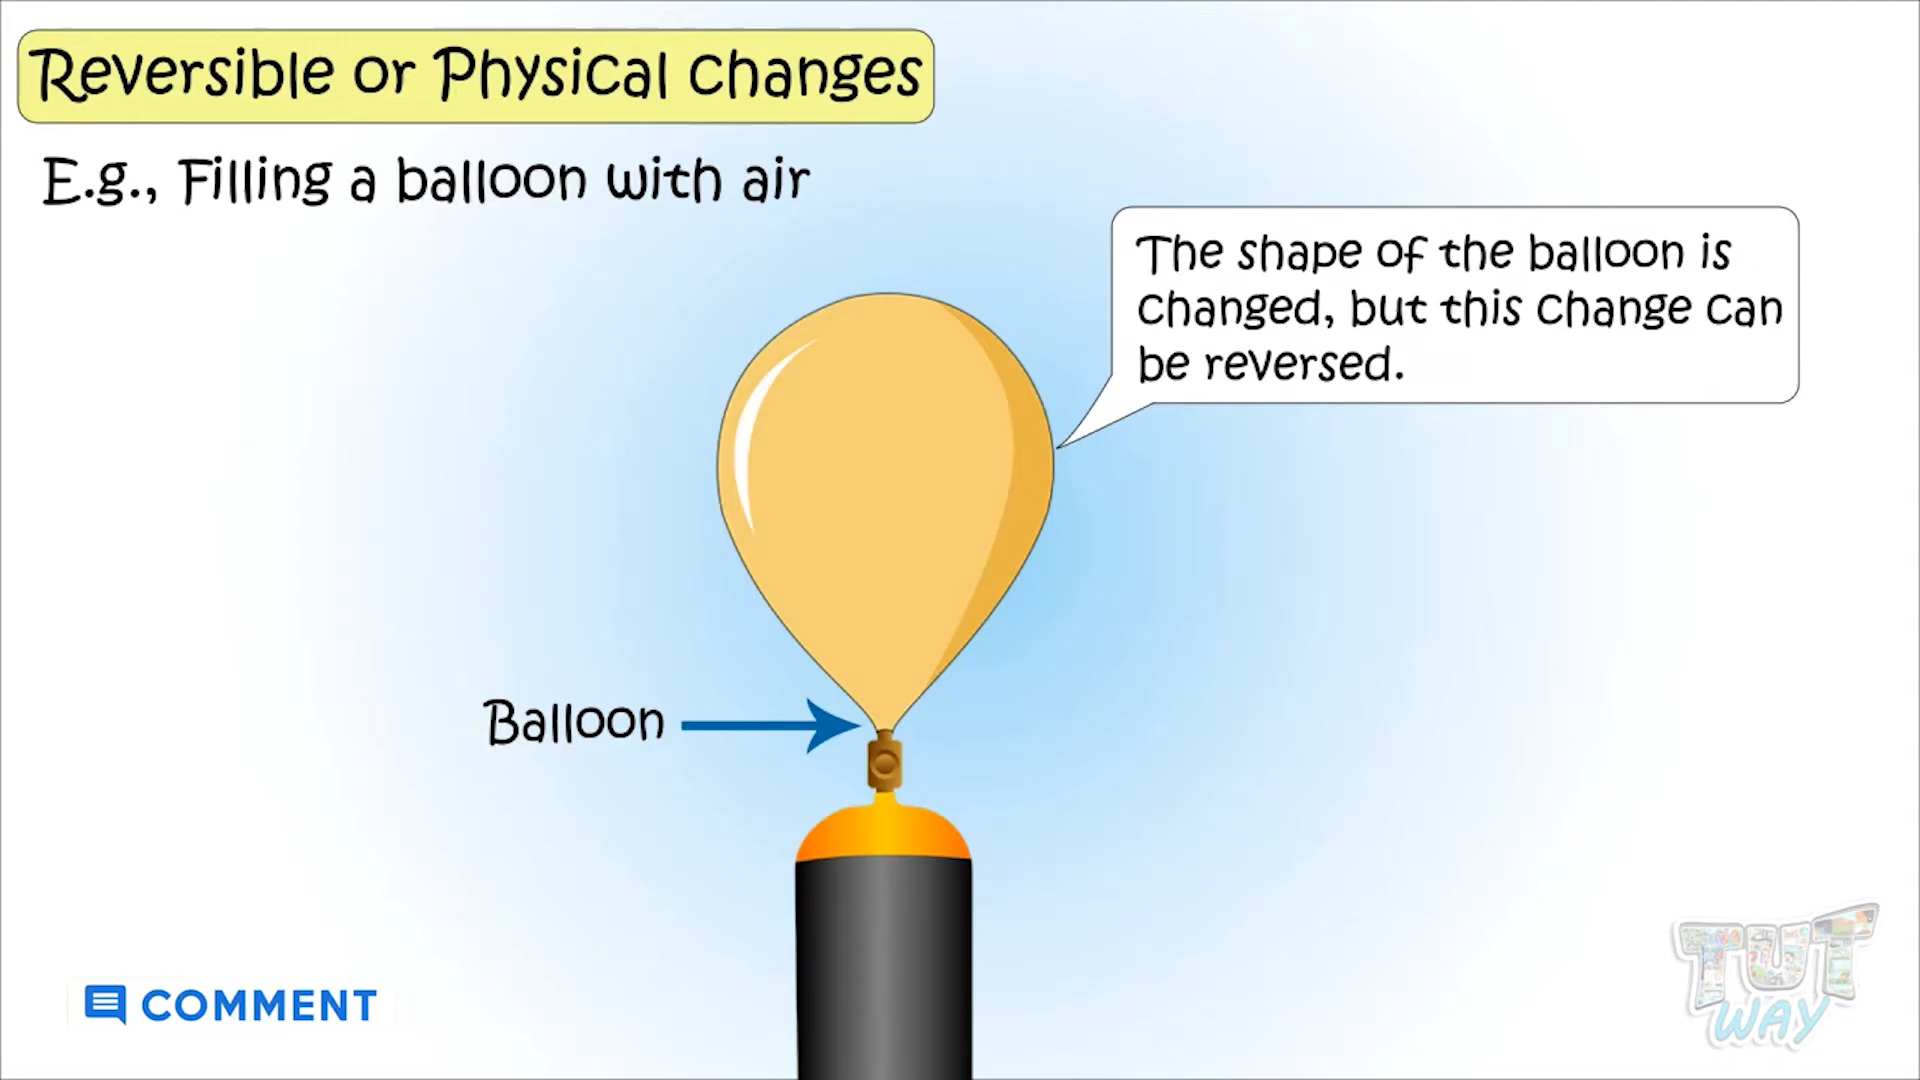 Reversible or Physical changes
E.g., Filling a balloon with air
The shape of the balloon is
changed, but this change can
be reversed.
Balloon
COMMENT
TUT
WAY